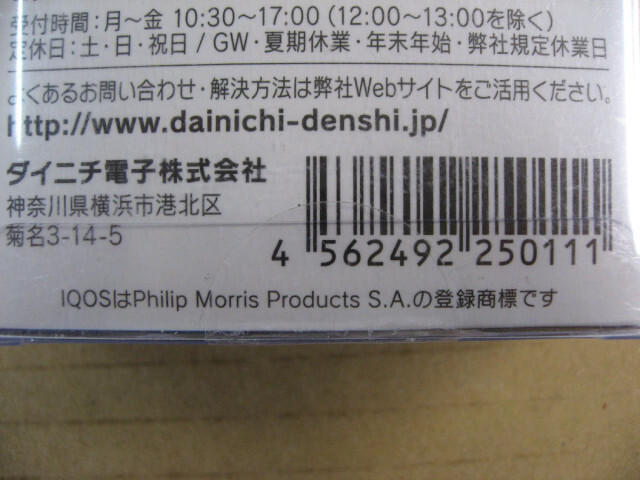 受付時間:月～金 10:30～17:00 (12:00～13:00を除く)
定休日:土・日・祝日 / GW・夏期休業・年末年始・弊社規定休業日
よくあるお問い合わせ・解決方法は弊社Webサイトをご活用ください。
http://www.dainichi-denshi.jp/
ダイニチ電子株式会社
神奈川県横浜市港北区
菊名3-14-5
4 562492 250111
IQOSはPhilip Morris Products S.A.の登録商標です